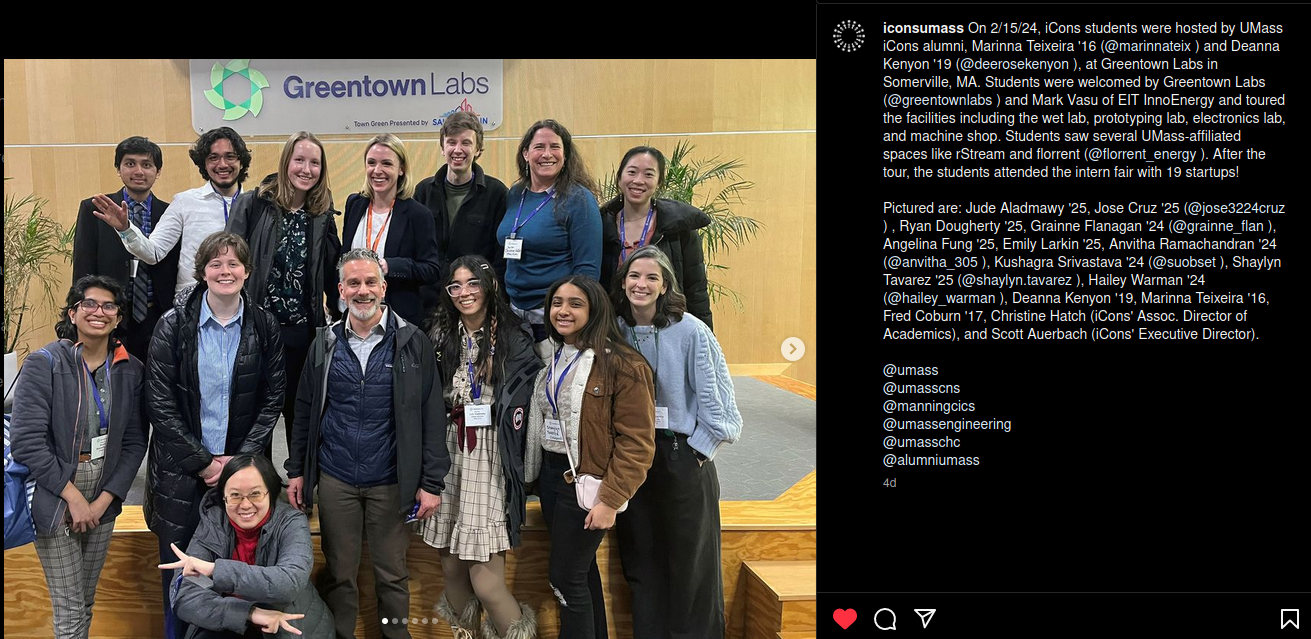 Greentown Labs
Town Green Presented by
iconsumass On 2/15/24, iCons students were hosted by UMass
iCons alumni, Marinna Teixeira '16 (@marinnateix ) and Deanna
Kenyon '19 (@deerosekenyon ), at Greentown Labs in
Somerville, MA. Students were welcomed by Greentown Labs
(@greentownlabs ) and Mark Vasu of EIT InnoEnergy and toured
the facilities including the wet lab, prototyping lab, electronics lab,
and machine shop. Students saw several UMass-affiliated
spaces like rStream and florrent (@florrent_energy ). After the
tour, the students attended the intern fair with 19 startups!
Pictured are: Jude Aladmawy '25, Jose Cruz '25 (@jose3224cruz
) , Ryan Dougherty '25, Grainne Flanagan '24 (@grainne_flan ),
Angelina Fung '25, Emily Larkin '25, Anvitha Ramachandran '24
(@anvitha_305 ), Kushagra Srivastava '24 (@suobset ), Shaylyn
Tavarez '25 (@shaylyn.tavarez ), Hailey Warman '24
(@hailey_warman ), Deanna Kenyon '19, Marinna Teixeira '16,
Fred Coburn '17, Christine Hatch (iCons' Assoc. Director of
Academics), and Scott Auerbach (iCons' Executive Director).
@umass
@umasscns
@manningcics
@umassengineering
@umasschc
@alumniumass
4d